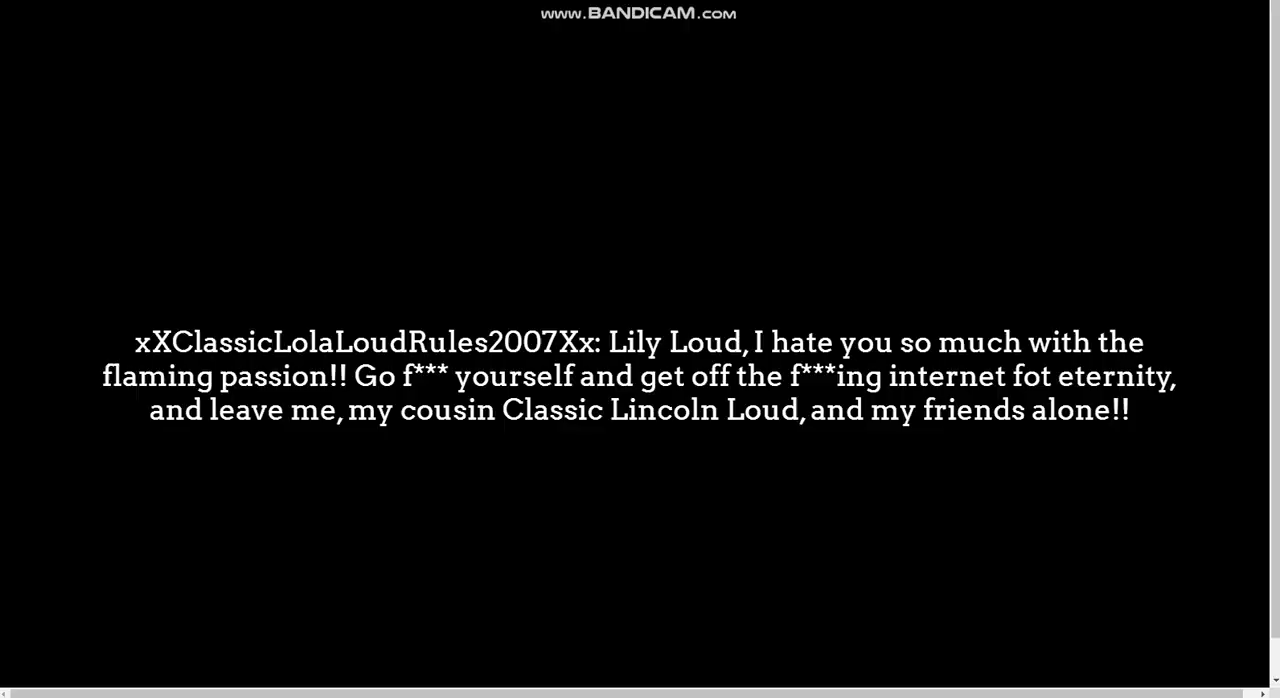 www.BANDICAM.com
xXClassicLolaLoudRules2007Xx: Lily Loud, I hate you so much with the
flaming passion!! Go f*** yourself and get off the f***ing internet fot eternity,
and leave me, my cousin Classic Lincoln Loud, and my friends alone!!